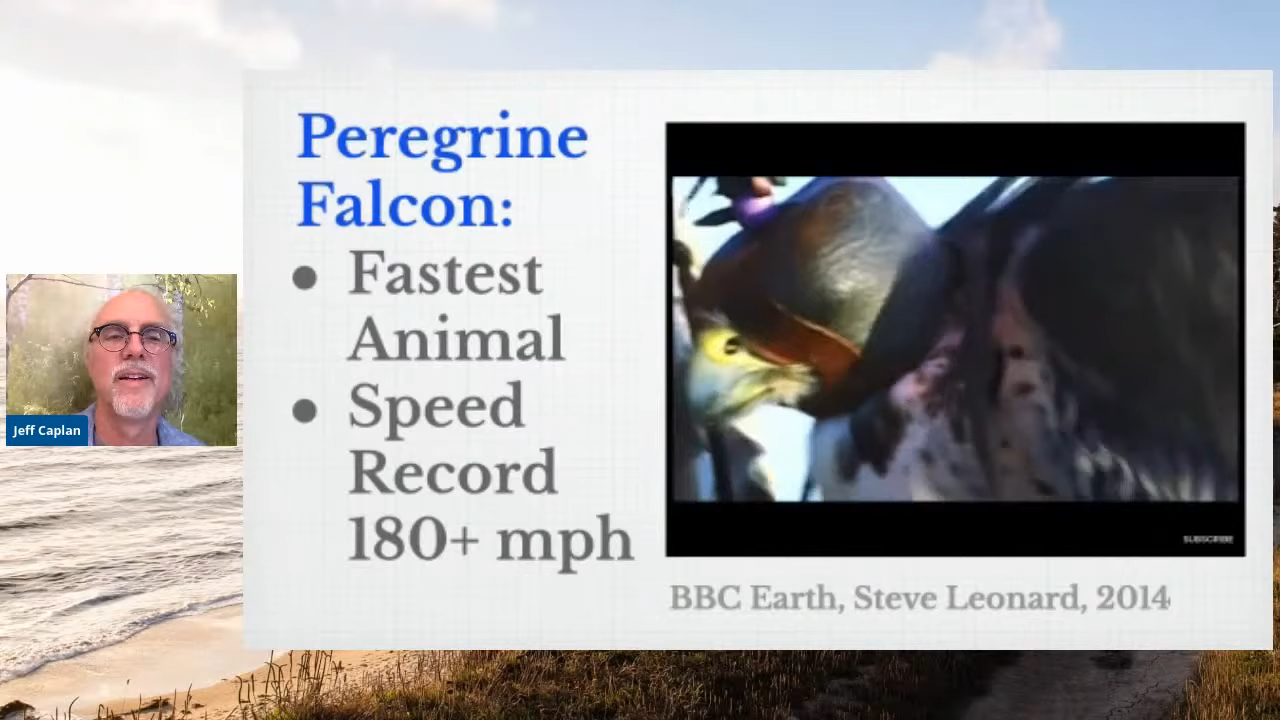 Peregrine
Falcon:
● Fastest
Animal
● Speed
Record
180+ mph
SUBSCRIBE
BBC Earth, Steve Leonard, 2014
Jeff Caplan